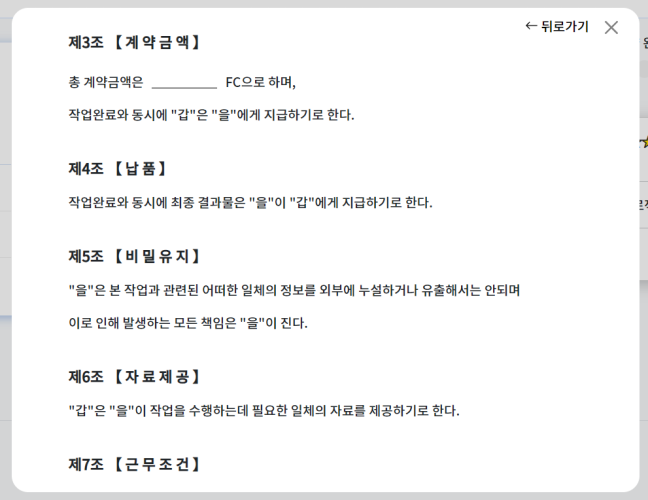 ← 뒤로가기
제3조 【 계 약 금 액 】
총 계약금액은 __________ FC으로 하며,
작업완료와 동시에 "갑"은 "을"에게 지급하기로 한다.
제4조 【 납 품 】
작업완료와 동시에 최종 결과물은 "을"이 "갑"에게 지급하기로 한다.
제5조 【 비 밀 유 지 】
"을"은 본 작업과 관련된 어떠한 일체의 정보를 외부에 누설하거나 유출해서는 안되며
이로 인해 발생하는 모든 책임은 "을"이 진다.
제6조 【 자 료 제 공 】
"갑"은 "을"이 작업을 수행하는데 필요한 일체의 자료를 제공하기로 한다.
제7조 【 근 무 조 건 】